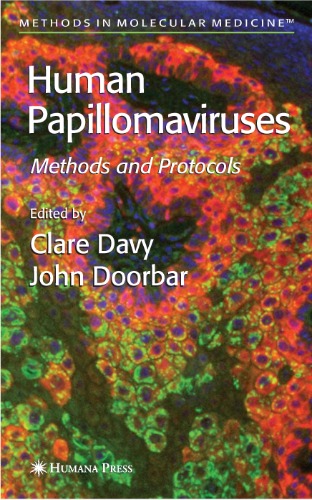 METHODS IN MOLECULAR MEDICINE™
Human
Papillomaviruses
Methods and Protocols
Edited by
Clare Davy
John Doorbar
HUMANA PRESS